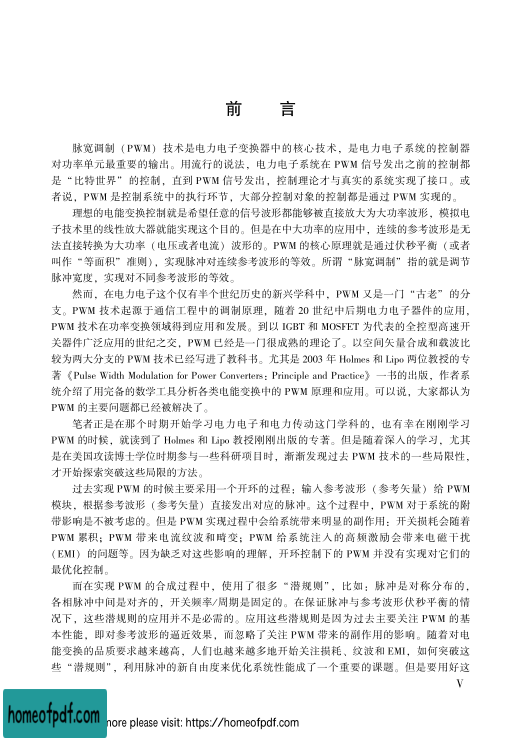 前 言
脉宽调制（PWM）技术是电力电子变换器中的核心技术，是电力电子系统的控制器
对功率单元最重要的输出。用流行的说法，电力电子系统在 PWM 信号发出之前的控制都
是“比特世界”的控制，直到 PWM 信号发出，控制理论才与真实的系统实现了接口。或
者说，PWM 是控制系统中的执行环节，大部分控制对象的控制都是通过 PWM 实现的。
理想的电能变换控制就是希望任意的信号波形都能够被直接放大为大功率波形，模拟电
子技术里的线性放大器就能实现这个目的。但是在中大功率的应用中，连续的参考波形是无
法直接转换为大功率（电压或者电流）波形的。PWM 的核心原理就是通过伏秒平衡（或者
叫作“等面积”准则），实现脉冲对连续参考波形的等效。所谓“脉宽调制”指的就是调节
脉冲宽度，实现对不同参考波形的等效。
然而，在电力电子这个仅有半个世纪历史的新兴学科中，PWM 又是一门“古老”的分
支。PWM 技术起源于通信工程中的调制原理，随着 20 世纪中后期电力电子器件的应用，
PWM 技术在功率变换领域得到应用和发展。到以 IGBT 和 MOSFET 为代表的全控型高速开
关器件广泛应用的世纪之交，PWM 已经是一门很成熟的理论了。以空间矢量合成和载波比
较为两大分支的 PWM 技术已经写进了教科书。尤其是 2003 年 Holmes 和 Lipo 两位教授的专
著《Pulse Width Modulation for Power Converters：Principle and Practice》一书的出版，作者系
统介绍了用完备的数学工具分析各类电能变换中的 PWM 原理和应用。可以说，大家都认为
PWM 的主要问题都已经被解决了。
笔者正是在那个时期开始学习电力电子和电力传动这门学科的，也有幸在刚刚学习
PWM 的时候，就读到了 Holmes 和 Lipo 教授刚刚出版的专著。但是随着深入的学习，尤其
是在美国攻读博士学位时期参与一些科研项目时，渐渐发现过去 PWM 技术的一些局限性，
才开始探索突破这些局限的方法。
过去实现 PWM 的时候主要采用一个开环的过程：输入参考波形（参考矢量）给 PWM
模块，根据参考波形（参考矢量）直接发出对应的脉冲。这个过程中，PWM 对于系统的附
带影响是不被考虑的。但是 PWM 实现过程中会给系统带来明显的副作用：开关损耗会随着
PWM 累积；PWM 带来电流纹波和畸变；PWM 给系统注入的高频激励会带来电磁干扰
（EMI）的问题等。因为缺乏对这些影响的理解，开环控制下的 PWM 并没有实现对它们的
最优化控制。
而在实现 PWM 的合成过程中，使用了很多“潜规则”，比如：脉冲是对称分布的，
各相脉冲中间是对齐的，开关频率/周期是固定的。在保证脉冲与参考波形伏秒平衡的情
况下，这些潜规则的应用并不是必需的。应用这些潜规则是因为过去主要关注 PWM 的基
本性能，即对参考波形的逼近效果，而忽略了关注 PWM 带来的副作用的影响。随着对电
能变换的品质要求越来越高，人们也越来越多地开始关注损耗、纹波和 EMI，如何突破这
些“潜规则”，利用脉冲的新自由度来优化系统性能成了一个重要的课题。但是要用好这
V
homeofpdf.com
more please visit: https://homeofpdf.com